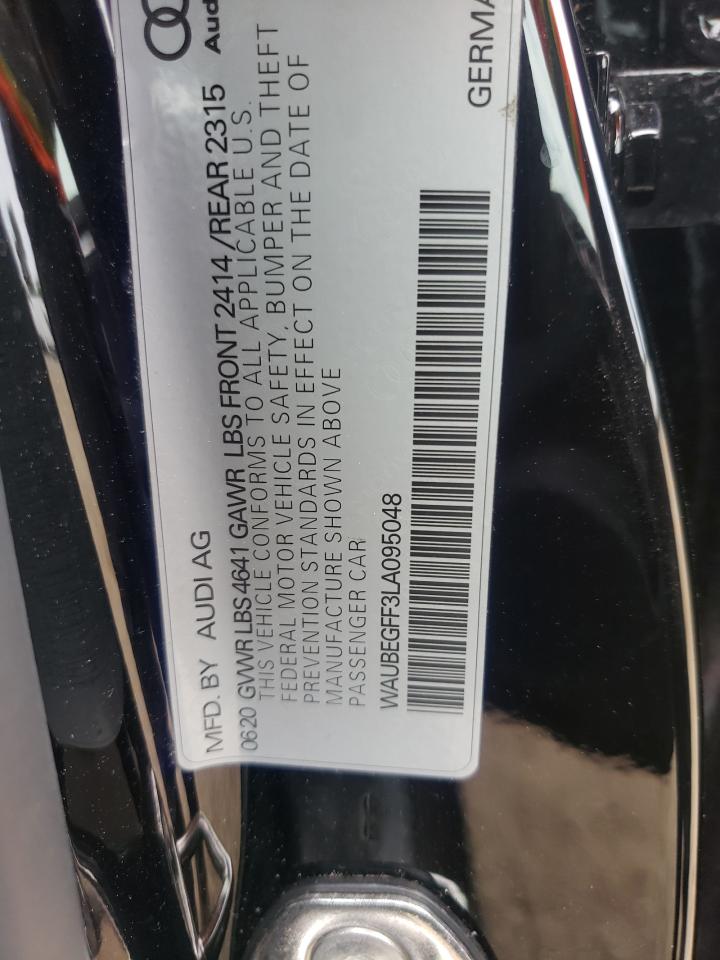 Audi
MFD. BY AUDI AG
0620 GVWR LBS 4641 GAWR LBS FRONT 2414 /REAR 2315
THIS VEHICLE CONFORMS TO ALL APPLICABLE U.S.
FEDERAL MOTOR VEHICLE SAFETY, BUMPER AND THEFT
PREVENTION STANDARDS IN EFFECT ON THE DATE OF
MANUFACTURE SHOWN ABOVE
PASSENGER CAR
WAUBEGFF3LA095048
GERMA